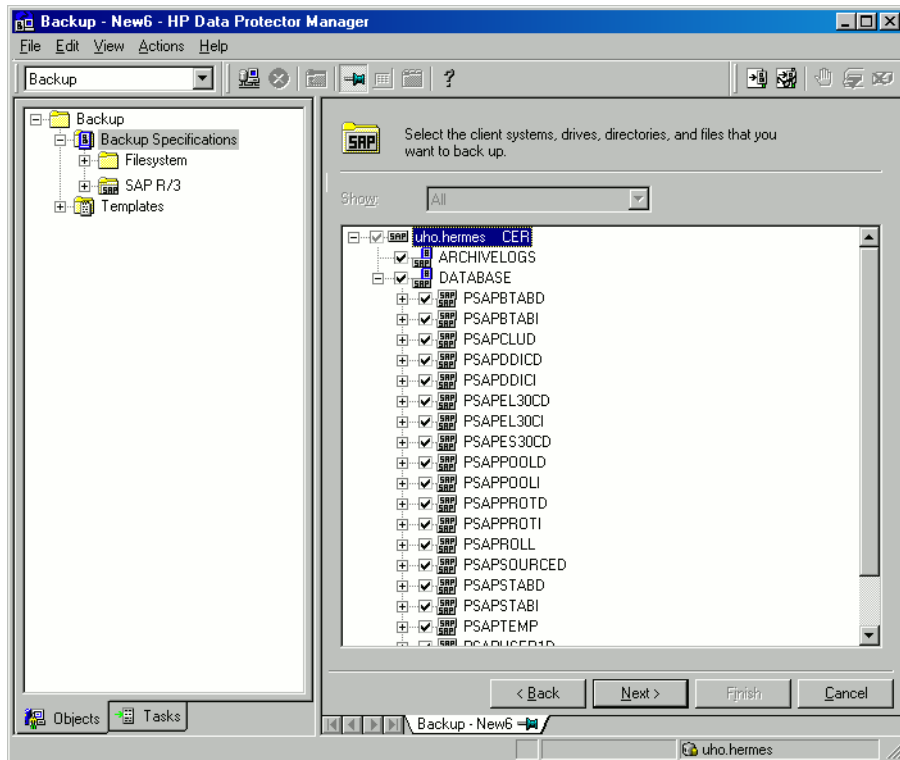 Backup - New6 - HP Data Protector Manager
File Edit View Actions Help
Backup
?
Backup
Backup Specifications
Filesystem
SAP R/3
Templates
SAP
Select the client systems, drives, directories, and files that you
want to back up.
Show: All
uho.hermes CER
ARCHIVELOGS
DATABASE
PSAPBTABD
PSAPBTABI
PSAPCLUD
PSAPDDICD
PSAPDDICI
PSAPEL30CD
PSAPEL30CI
PSAPES30CD
PSAPPOOLD
PSAPPOOLI
PSAPPROTD
PSAPPROTI
PSAPROLL
PSAPSOURCED
PSAPSTABD
PSAPSTABI
PSAPTEMP
PSAPUSER1D
< Back Next > Finish Cancel
Objects Tasks
Backup - New6
uho.hermes